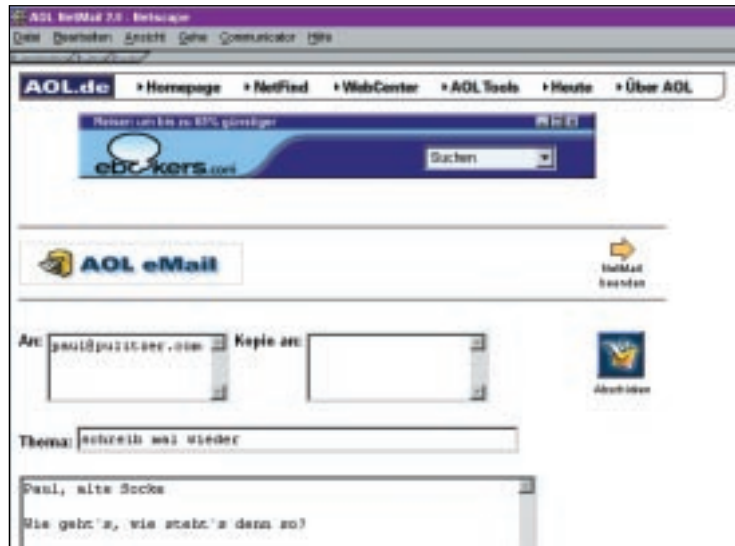 AOL NetMail 2.0 - Netscape
Datei Bearbeiten Ansicht Gehe Communicator Hilfe
AOL.de Homepage NetFind WebCenter AOL Tools Heute Über AOL
Reisen um bis zu günstiger
ebookers.com Suchen
AOL eMail
NetMail
beenden
An: paul@pulitzer.com Kopie an:
Abschicken
Thema: schreib mal wieder
Paul, alte Socke
Wie geht's, wie steht's denn so?